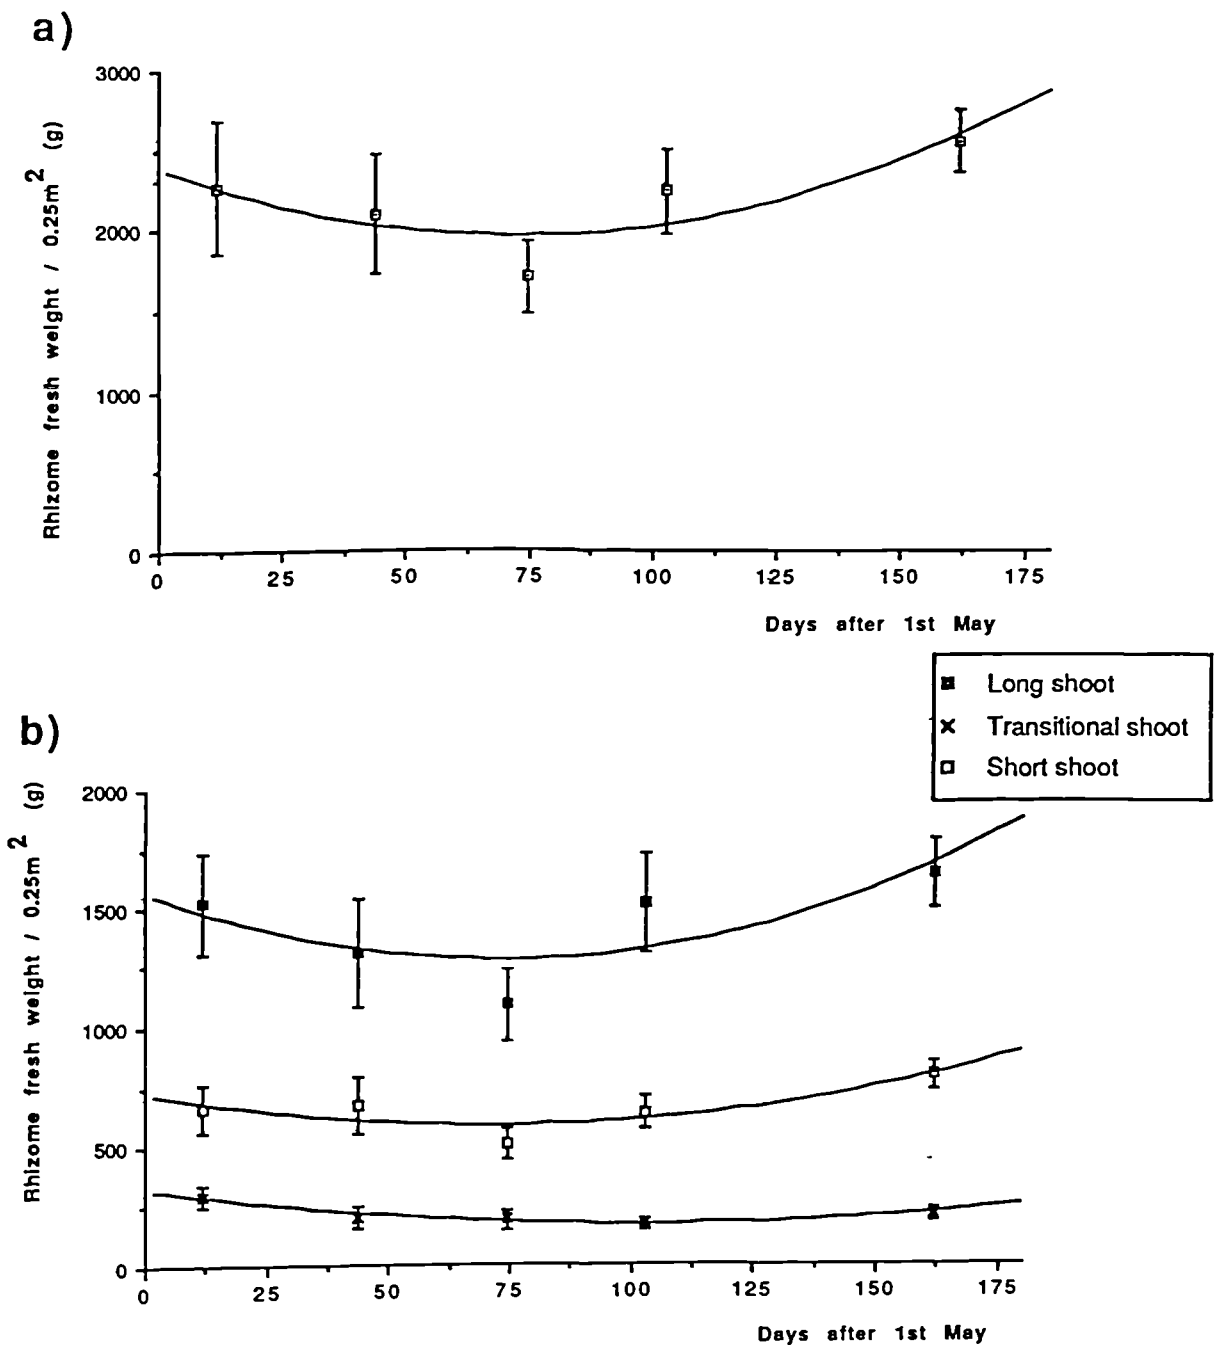 a)
Rhizome fresh weight / 0.25m² (g)
3000
2000
1000
0
0 25 50 75 100 125 150 175
Days after 1st May
Long shoot
Transitional shoot
Short shoot
b)
Rhizome fresh weight / 0.25m² (g)
2000
1500
1000
500
0
0 25 50 75 100 125 150 175
Days after 1st May